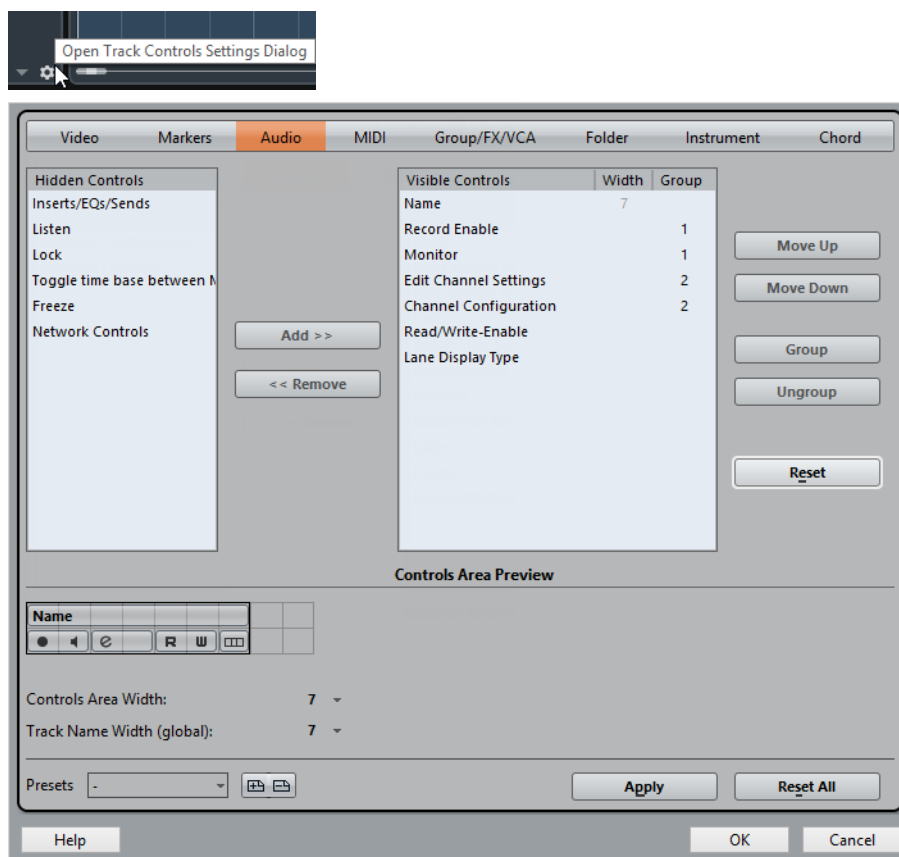 Open Track Controls Settings Dialog
Video Markers Audio MIDI Group/FX/VCA Folder Instrument Chord
Hidden Controls
Inserts/EQs/Sends
Listen
Lock
Toggle time base between M
Freeze
Network Controls
Add >>
<< Remove
Visible Controls Width Group
Name 7
Record Enable 1
Monitor 1
Edit Channel Settings 2
Channel Configuration 2
Read/Write-Enable
Lane Display Type
Move Up
Move Down
Group
Ungroup
Reset
Controls Area Preview
Name
e R W
Controls Area Width: 7
Track Name Width (global): 7
Presets - Apply Reset All
Help OK Cancel